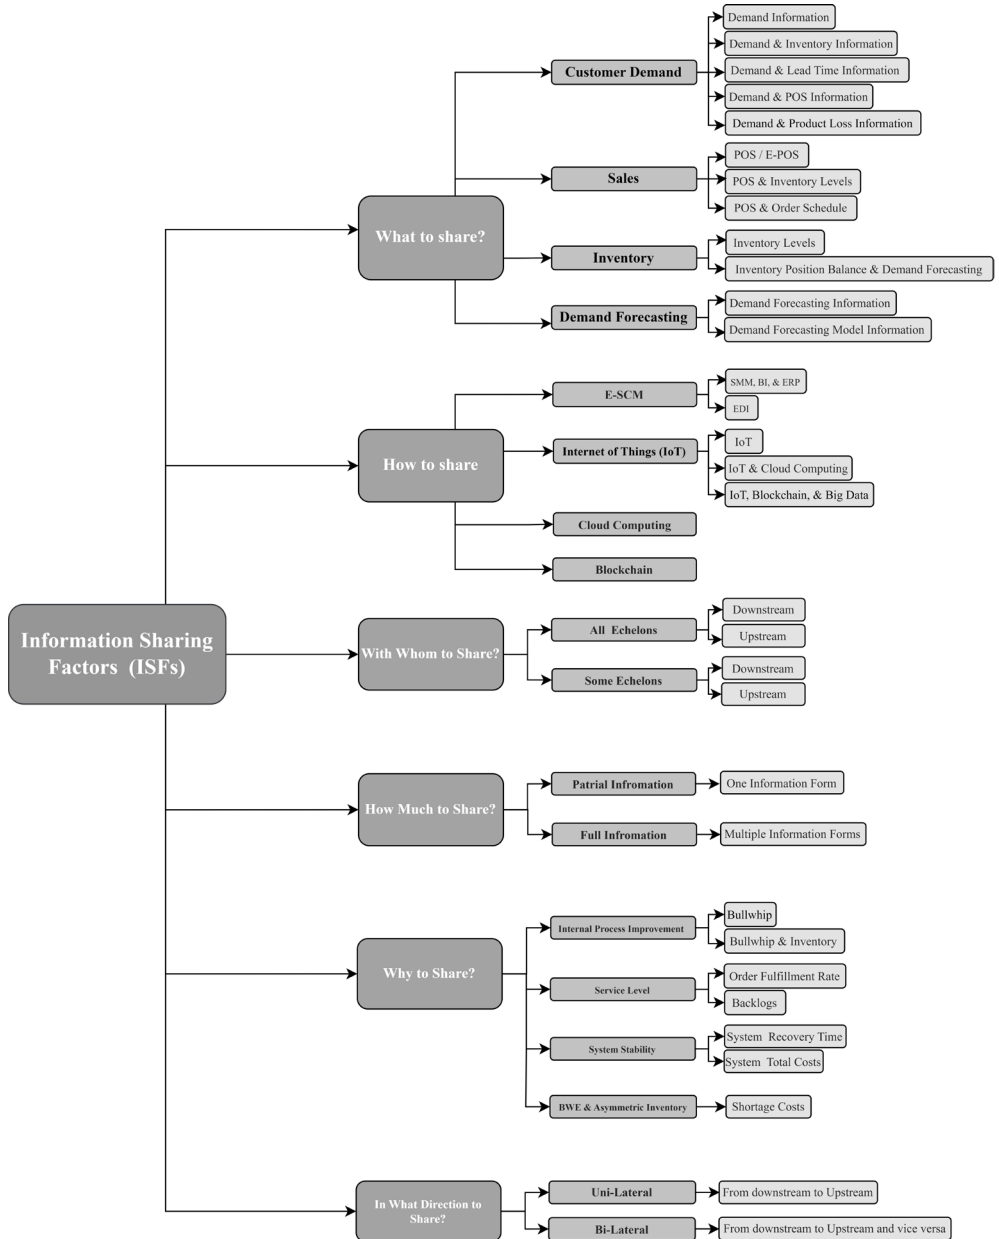 Information Sharing
Factors (ISFs)
What to share?
Customer Demand
Demand Information
Demand & Inventory Information
Demand & Lead Time Information
Demand & POS Information
Demand & Product Loss Information
Sales
POS / E-POS
POS & Inventory Levels
POS & Order Schedule
Inventory
Inventory Levels
Inventory Position Balance & Demand Forecasting
Demand Forecasting
Demand Forecasting Information
Demand Forecasting Model Information
How to share
E-SCM
SMM, BI, & ERP
EDI
Internet of Things (IoT)
IoT
IoT & Cloud Computing
IoT, Blockchain, & Big Data
Cloud Computing
Blockchain
With Whom to Share?
All Echelons
Downstream
Upstream
Some Echelons
Downstream
Upstream
How Much to Share?
Patrial Infromation
One Information Form
Full Infromation
Multiple Information Forms
Why to Share?
Internal Process Improvement
Bullwhip
Bullwhip & Inventory
Service Level
Order Fulfillment Rate
Backlogs
System Stability
System Recovery Time
System Total Costs
BWE & Asymmetric Inventory
Shortage Costs
In What Direction to
Share?
Uni-Lateral
From downstream to Upstream
Bi-Lateral
From downstream to Upstream and vice versa